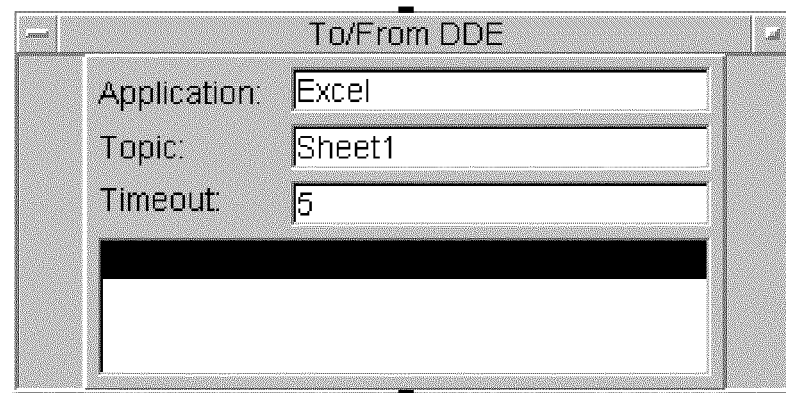 To/From DDE
Application: Excel
Topic: Sheet1
Timeout: 5